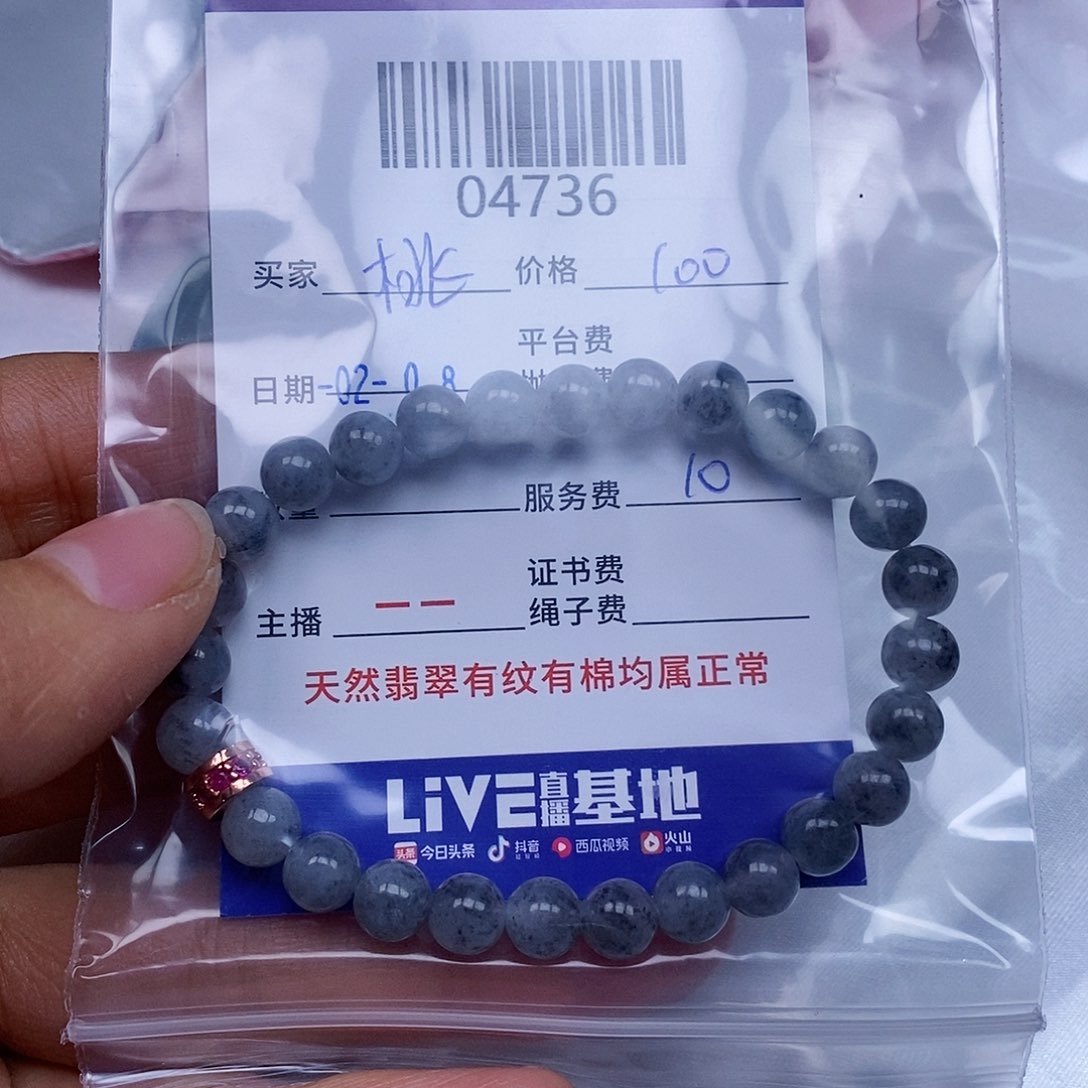 04736
买家 桃 价格 100
平台费
日期 -02-08
服务费 10
证书费
主播 一一 绳子费
天然翡翠有纹有棉均属正常
LiVE直播基地
头条 今日头条 抖音 西瓜视频 火山